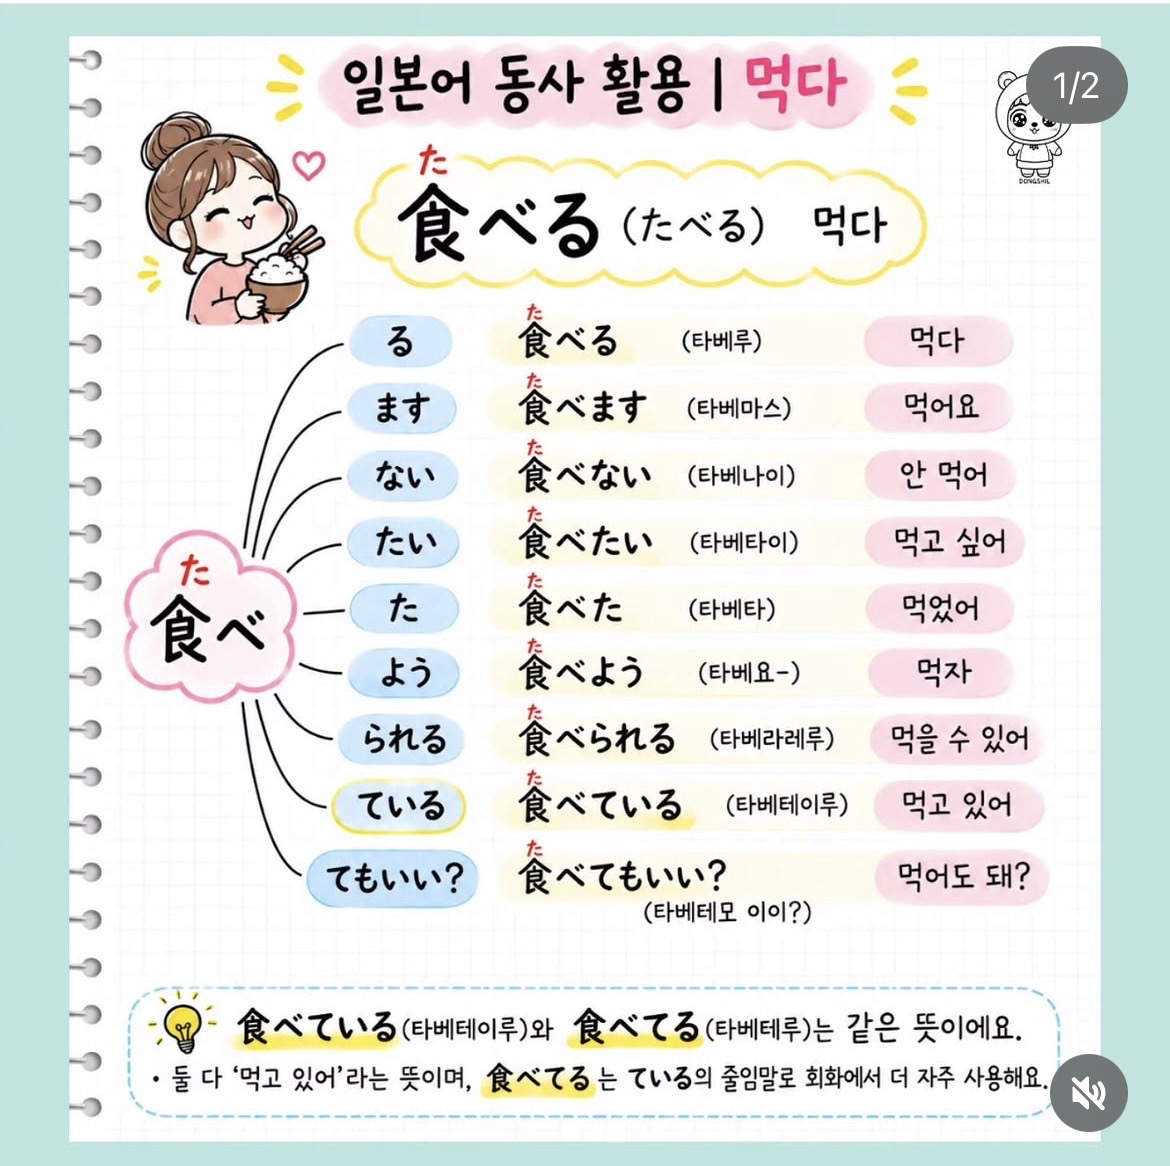 일본어 동사 활용 | 먹다
1/2
DONGSHIL
た
食べる (たべる) 먹다
た
る 食べる (타베루) 먹다
た
ます 食べます (타베마스) 먹어요
た
ない 食べない (타베나이) 안 먹어
た
たい 食べたい (타베타이) 먹고 싶어
た
食べ
た
た 食べた (타베타) 먹었어
た
よう 食べよう (타베요-) 먹자
た
られる 食べられる (타베라레루) 먹을 수 있어
た
ている 食べている (타베테이루) 먹고 있어
た
てもいい? 食べてもいい? 먹어도 돼?
(타베테모 이이?)
食べている(타베테이루)와 食べてる(타베테루)는 같은 뜻이에요.
• 둘 다 '먹고 있어'라는 뜻이며, 食べてる는 ている의 줄임말로 회화에서 더 자주 사용해요.